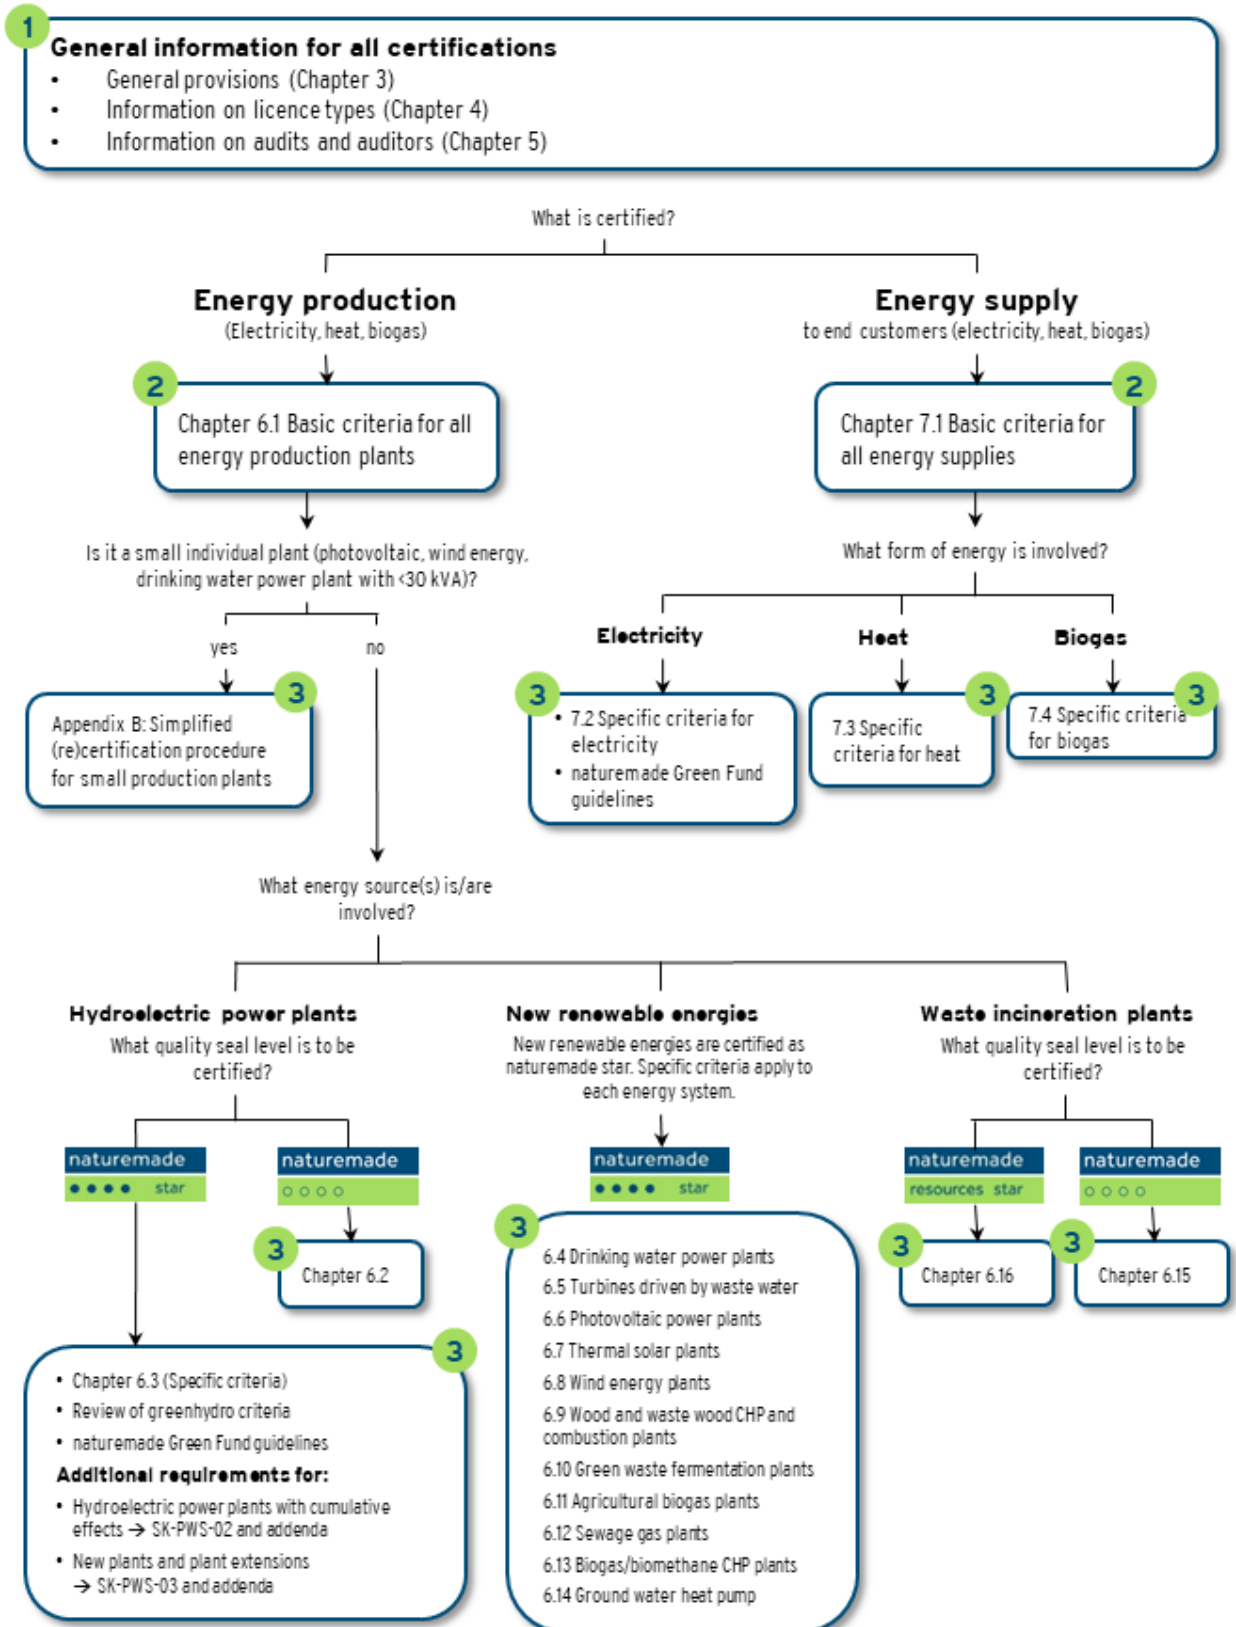 1
General information for all certifications
• General provisions (Chapter 3)
• Information on licence types (Chapter 4)
• Information on audits and auditors (Chapter 5)
What is certified?
Energy production
(Electricity, heat, biogas)
2
Chapter 6.1 Basic criteria for all
energy production plants
Is it a small individual plant (photovoltaic, wind energy,
drinking water power plant with <30 kVA)?
yes
no
3
Appendix B: Simplified
(re)certification procedure
for small production plants
Energy supply
to end customers (electricity, heat, biogas)
2
Chapter 7.1 Basic criteria for
all energy supplies
What form of energy is involved?
Electricity
3
• 7.2 Specific criteria for
electricity
• naturemade Green Fund
guidelines
Heat
3
7.3 Specific
criteria for heat
Biogas
3
7.4 Specific criteria
for biogas
What energy source(s) is/are
involved?
Hydroelectric power plants
What quality seal level is to be
certified?
naturemade
star
naturemade
3
Chapter 6.2
3
• Chapter 6.3 (Specific criteria)
• Review of greenhydro criteria
• naturemade Green Fund guidelines
Additional requirements for:
• Hydroelectric power plants with cumulative
effects → SK-PWS-02 and addenda
• New plants and plant extensions
→ SK-PWS-03 and addenda
New renewable energies
New renewable energies are certified as
naturemade star. Specific criteria apply to
each energy system.
naturemade
star
3
6.4 Drinking water power plants
6.5 Turbines driven by waste water
6.6 Photovoltaic power plants
6.7 Thermal solar plants
6.8 Wind energy plants
6.9 Wood and waste wood CHP and
combustion plants
6.10 Green waste fermentation plants
6.11 Agricultural biogas plants
6.12 Sewage gas plants
6.13 Biogas/biomethane CHP plants
6.14 Ground water heat pump
Waste incineration plants
What quality seal level is to be
certified?
naturemade
resources star
naturemade
3
Chapter 6.16
3
Chapter 6.15